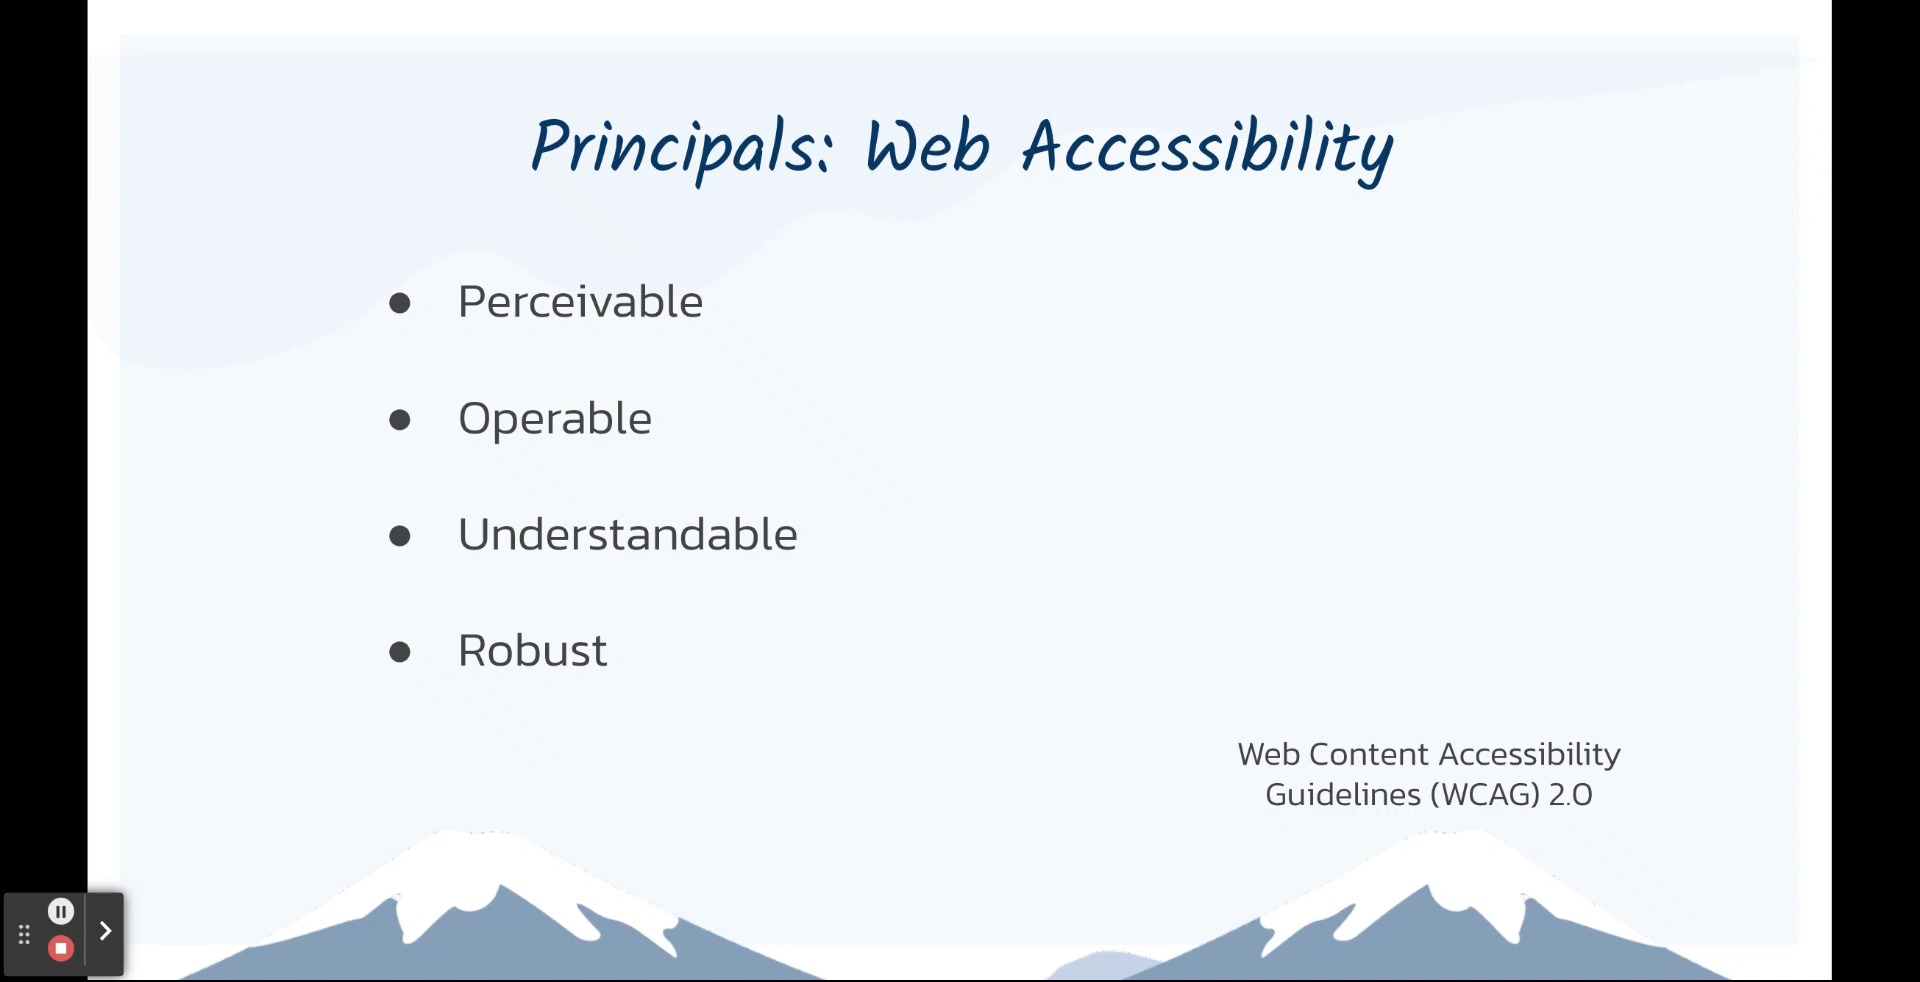 Principals: Web Accessibility
● Perceivable
● Operable
● Understandable
● Robust
Web Content Accessibility
Guidelines (WCAG) 2.0